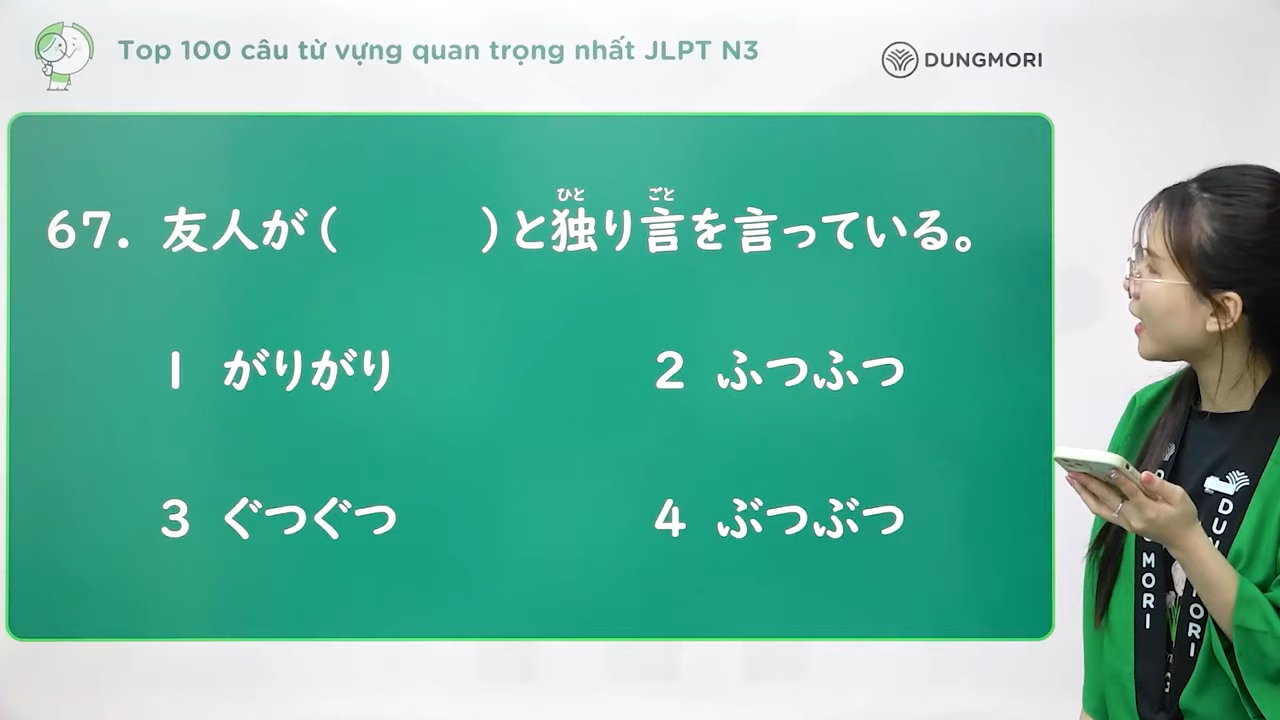 Top 100 câu từ vựng quan trọng nhất JLPT N3
DUNGMORI
67. 友人が( )と独り言を言っている。
ひと ごと
1 がりがり
2 ふつふつ
3 ぐつぐつ
4 ぶつぶつ
MORI
DUNGMORI